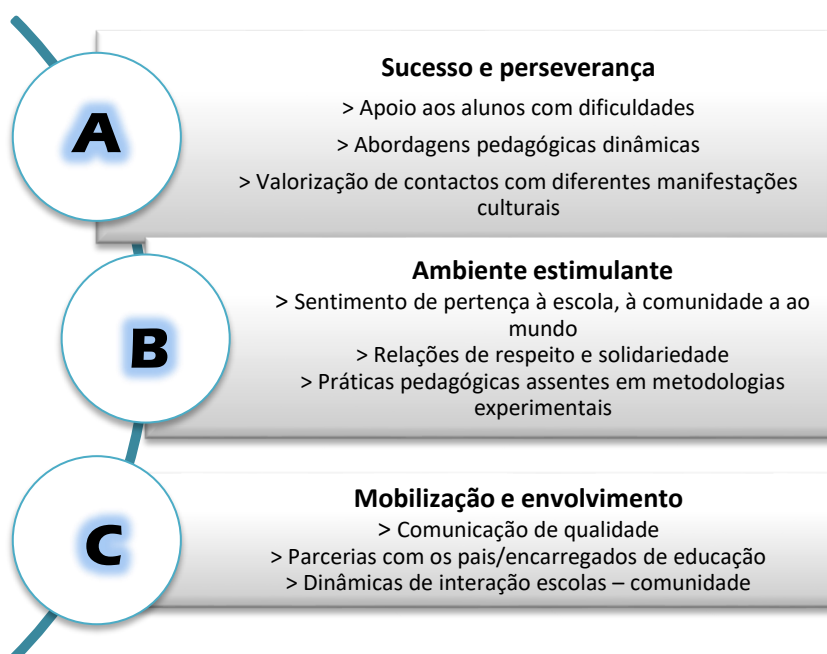 A
Sucesso e perseverança
> Apoio aos alunos com dificuldades
> Abordagens pedagógicas dinâmicas
> Valorização de contactos com diferentes manifestações
culturais
B
Ambiente estimulante
> Sentimento de pertença à escola, à comunidade a ao
mundo
> Relações de respeito e solidariedade
> Práticas pedagógicas assentes em metodologias
experimentais
C
Mobilização e envolvimento
> Comunicação de qualidade
> Parcerias com os pais/encarregados de educação
> Dinâmicas de interação escolas – comunidade